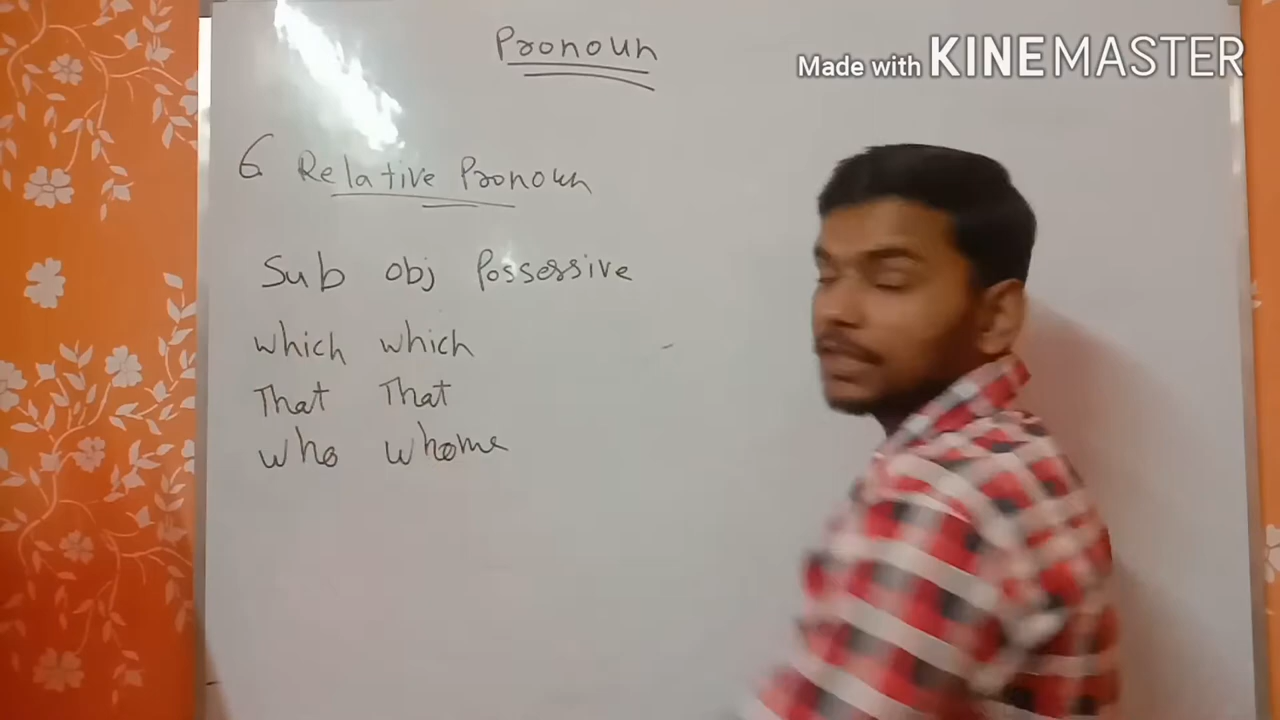 Pronoun
Made with KINEMASTER
6 Relative Pronoun
Sub obj Possessive
which which
That That
who whome